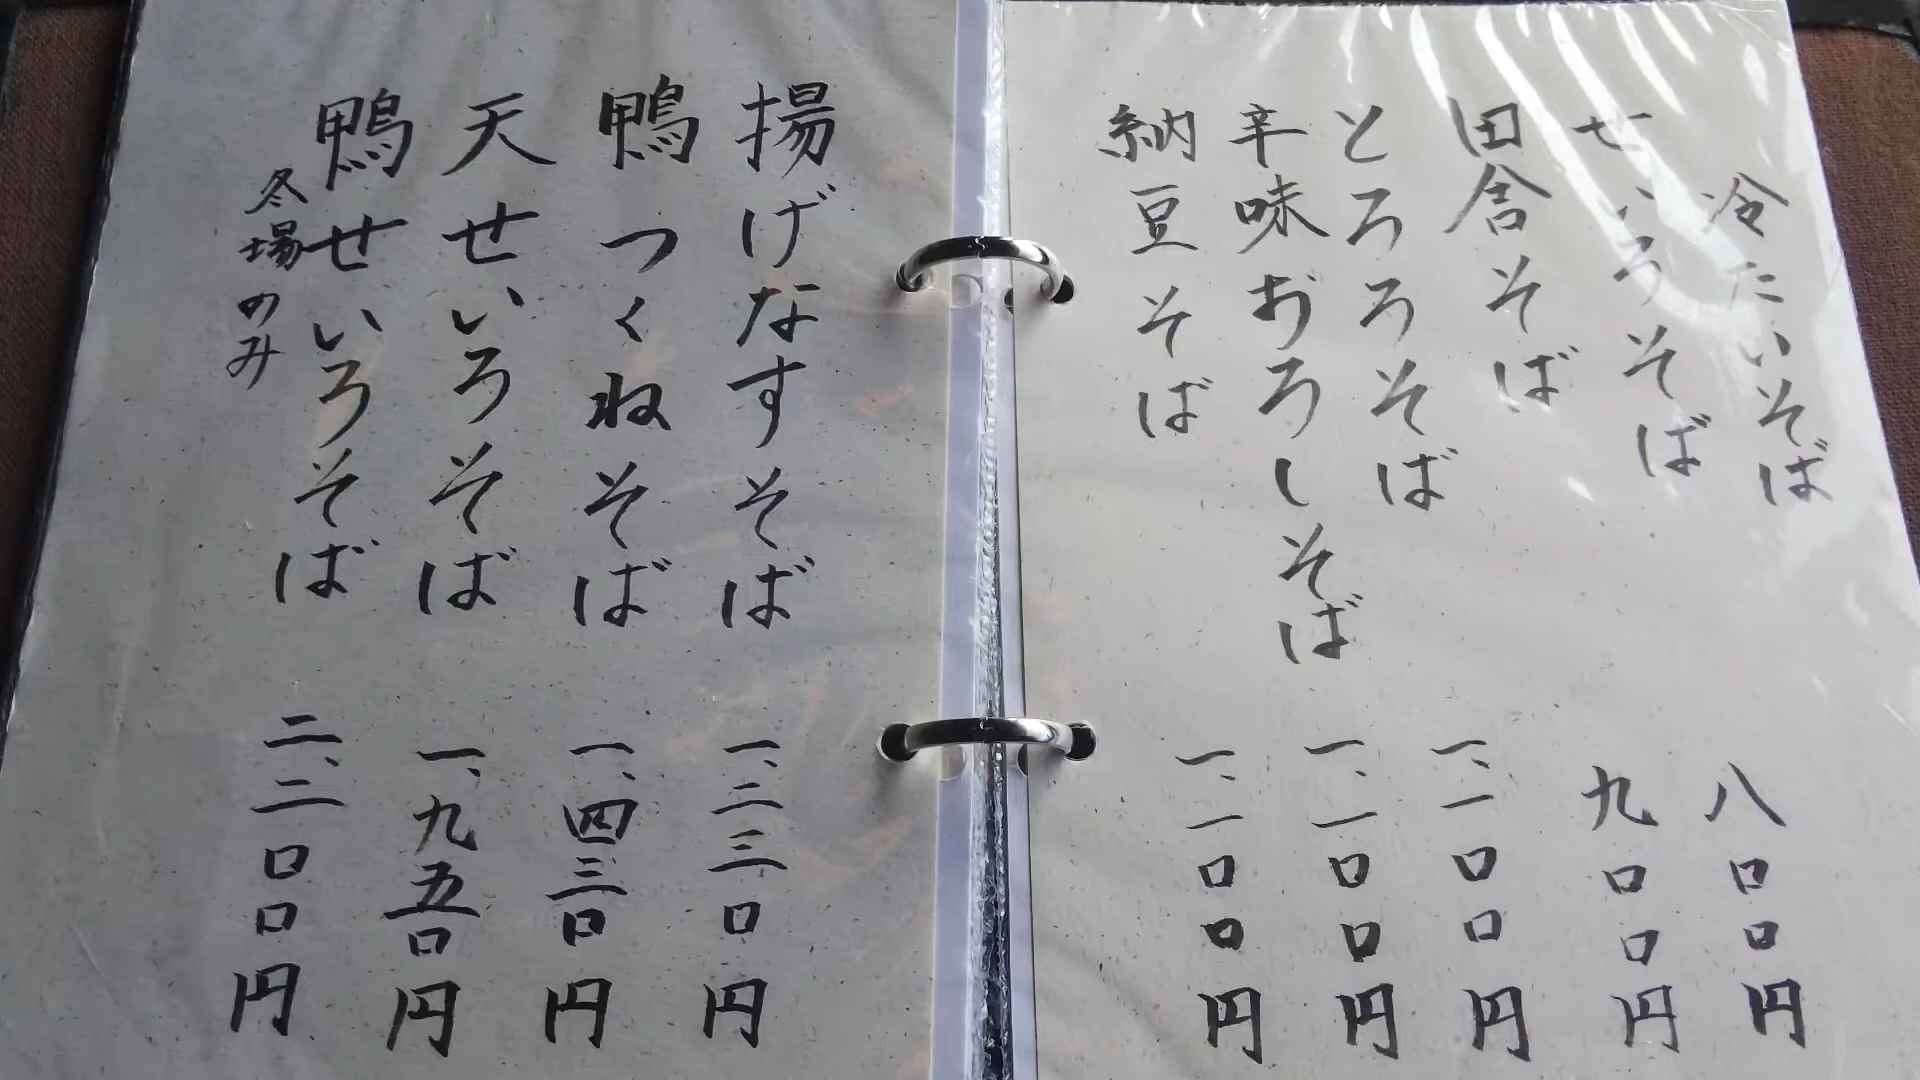 冷たいそば
せいろそば 八〇〇円
田舎そば 九〇〇円
とろろそば 一、一〇〇円
辛味おろしそば 一、一〇〇円
納豆そば 一、一〇〇円
揚げなすそば 一、二三〇円
鴨つくねそば 一、四三〇円
天せいろそば 一、九五〇円
鴨せいろそば 二、二〇〇円
冬場のみ